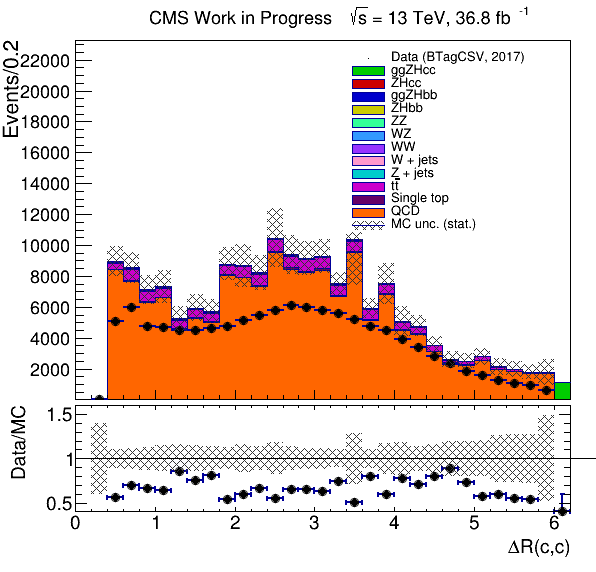 CMS Work in Progress √s = 13 TeV, 36.8 fb⁻¹
Events/0.2
22000
20000
18000
16000
14000
12000
10000
8000
6000
4000
2000
Data (BTagCSV, 2017)
ggZHcc
ZHcc
ggZHbb
ZHbb
ZZ
WZ
WW
W + jets
Z + jets
tt̅
Single top
QCD
MC unc. (stat.)
Data/MC
1.5
1
0.5
0 1 2 3 4 5 6
ΔR(c,c)